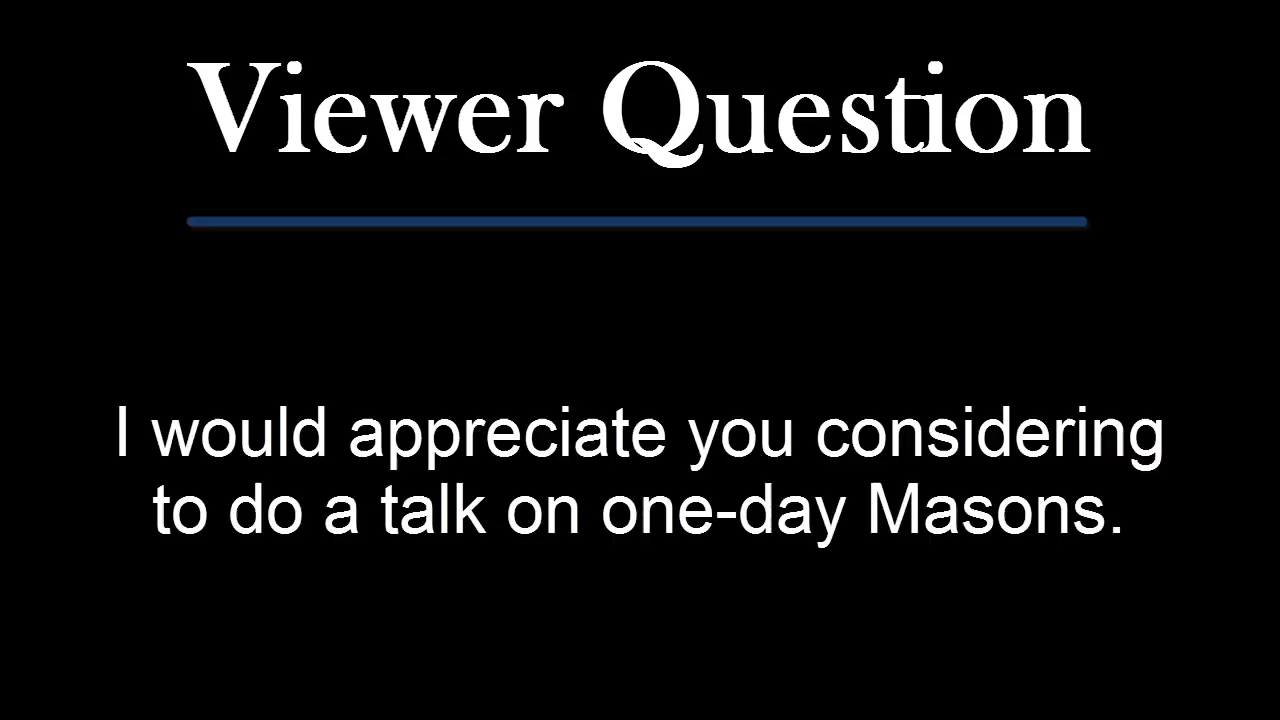 Viewer Question
I would appreciate you considering
to do a talk on one-day Masons.